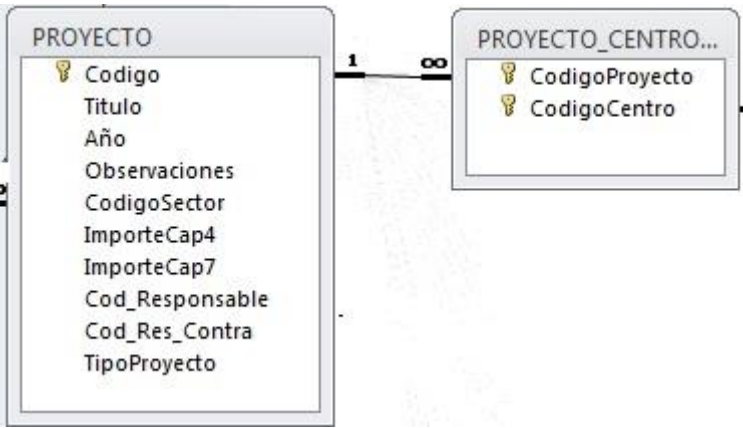 PROYECTO
Codigo
Titulo
Año
Observaciones
CodigoSector
ImporteCap4
ImporteCap7
Cod_Responsable
Cod_Res_Contra
TipoProyecto
1 ∞
PROYECTO_CENTRO...
CodigoProyecto
CodigoCentro